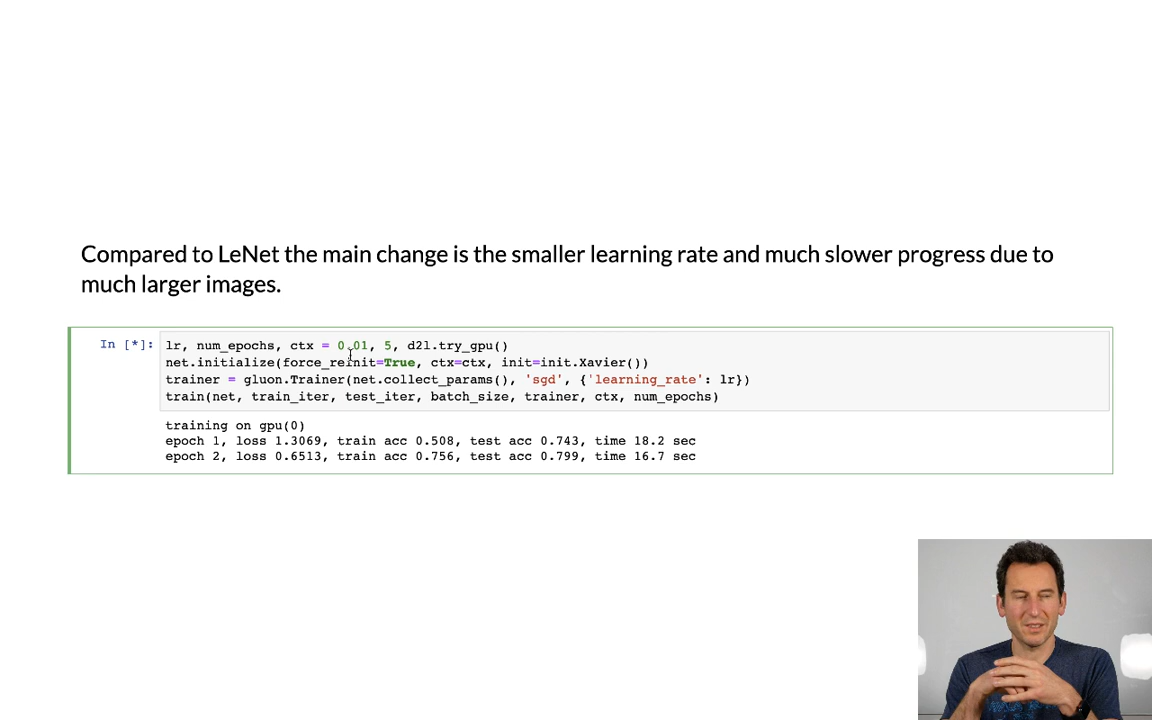 Compared to LeNet the main change is the smaller learning rate and much slower progress due to
much larger images.
In [*]: lr, num_epochs, ctx = 0.01, 5, d2l.try_gpu()
net.initialize(force_reinit=True, ctx=ctx, init=init.Xavier())
trainer = gluon.Trainer(net.collect_params(), 'sgd', {'learning_rate': lr})
train(net, train_iter, test_iter, batch_size, trainer, ctx, num_epochs)
training on gpu(0)
epoch 1, loss 1.3069, train acc 0.508, test acc 0.743, time 18.2 sec
epoch 2, loss 0.6513, train acc 0.756, test acc 0.799, time 16.7 sec